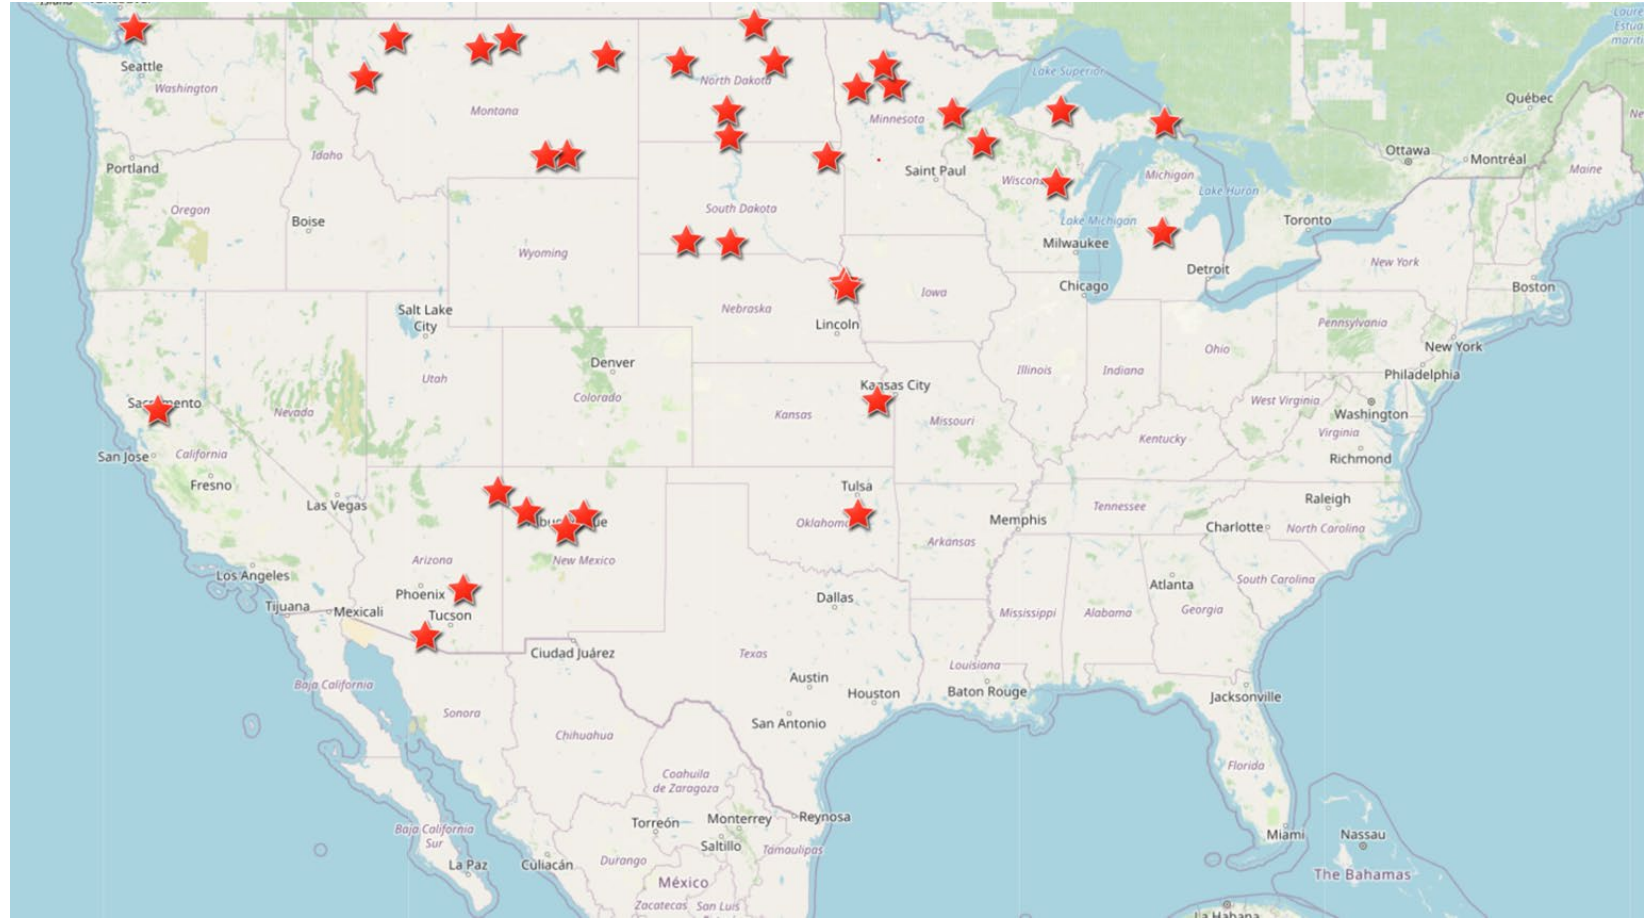 Seattle
Washington
Montana
North Dakota
Minnesota
Lake Superior
Québec
Ottawa
Montréal
Maine
Portland
Idaho
Saint Paul
Michigan
Lake Huron
Oregon
Boise
South Dakota
Lake Michigan
Toronto
Wyoming
Milwaukee
New York
Detroit
Chicago
Boston
Iowa
Nebraska
Salt Lake
City
Lincoln
Pennsylvania
New York
Ohio
Denver
Utah
Illinois
Indiana
Philadelphia
Kansas City
Colorado
West Virginia
Nevada
Kansas
Missouri
Washington
Virginia
Kentucky
San Jose
California
Richmond
Fresno
Tulsa
Las Vegas
Raleigh
Tennessee
Memphis
Charlotte
North Carolina
Oklahoma
Arkansas
Arizona
New Mexico
Los Angeles
South Carolina
Atlanta
Phoenix
Dallas
Tijuana
Mexicali
Tucson
Mississippi
Alabama
Georgia
Ciudad Juárez
Texas
Louisiana
Austin
Baja California
Houston
Baton Rouge
Jacksonville
Sonora
San Antonio
Chihuahua
Florida
Coahuila
de Zaragoza
Torreón
Monterrey
Reynosa
Baja California
Sur
Miami
Nassau
Saltillo
Tamaulipas
La Paz
Culiacán
Durango
México
The Bahamas
Zacatecas
San Luis
La Habana